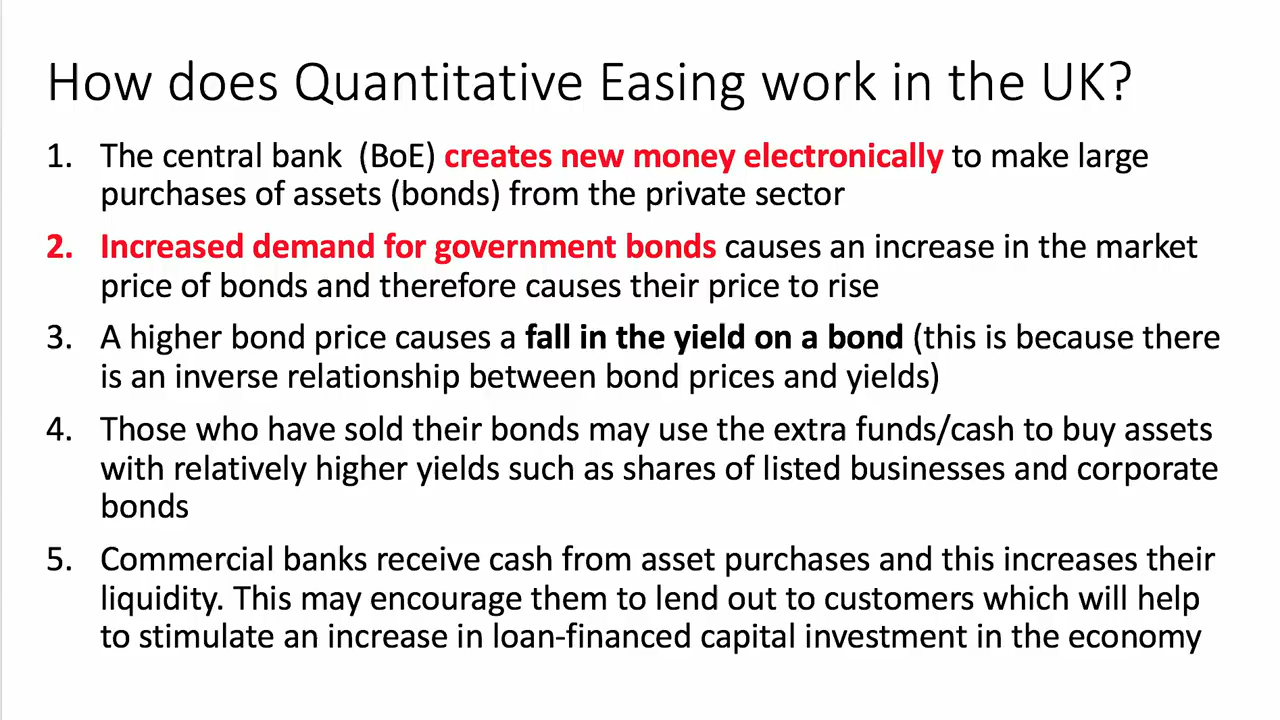 How does Quantitative Easing work in the UK?
1. The central bank  (BoE) creates new money electronically to make large
purchases of assets (bonds) from the private sector
2. Increased demand for government bonds causes an increase in the market
price of bonds and therefore causes their price to rise
3. A higher bond price causes a fall in the yield on a bond (this is because there
is an inverse relationship between bond prices and yields)
4. Those who have sold their bonds may use the extra funds/cash to buy assets
with relatively higher yields such as shares of listed businesses and corporate
bonds
5. Commercial banks receive cash from asset purchases and this increases their
liquidity. This may encourage them to lend out to customers which will help
to stimulate an increase in loan-financed capital investment in the economy